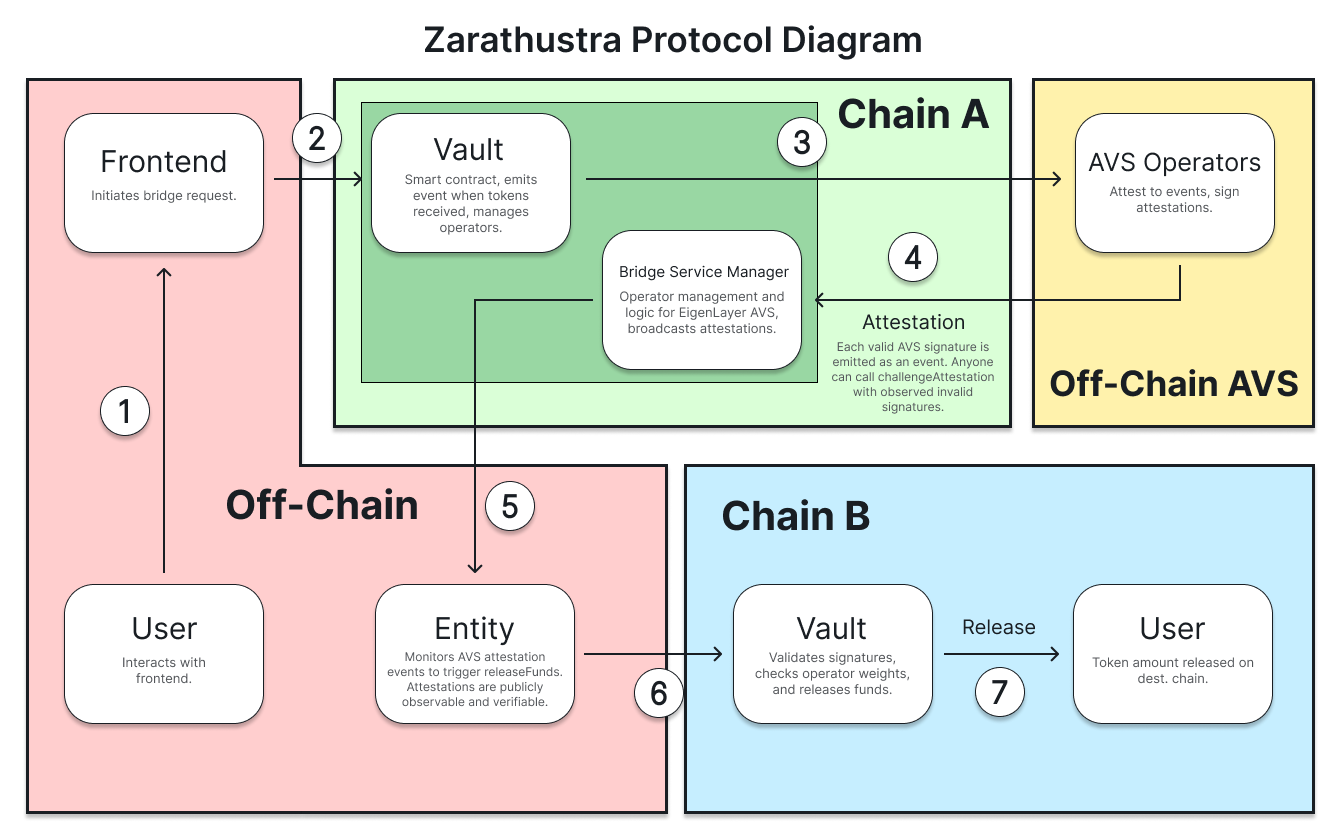 Zarathustra Protocol Diagram
Frontend
Initiates bridge request.
2
Vault
Smart contract, emits
event when tokens
received, manages
operators.
3
Chain A
AVS Operators
Attest to events, sign
attestations.
Bridge Service Manager
Operator management and
logic for EigenLayer AVS,
broadcasts attestations.
4
Attestation
Each valid AVS signature is
emitted as an event. Anyone
can call challengeAttestation
with observed invalid
signatures.
Off-Chain AVS
1
Off-Chain
5
Chain B
User
Interacts with
frontend.
Entity
Monitors AVS attestation
events to trigger releaseFunds.
Attestations are publicly
observable and verifiable.
6
Vault
Validates signatures,
checks operator weights,
and releases funds.
Release
7
User
Token amount released on
dest. chain.